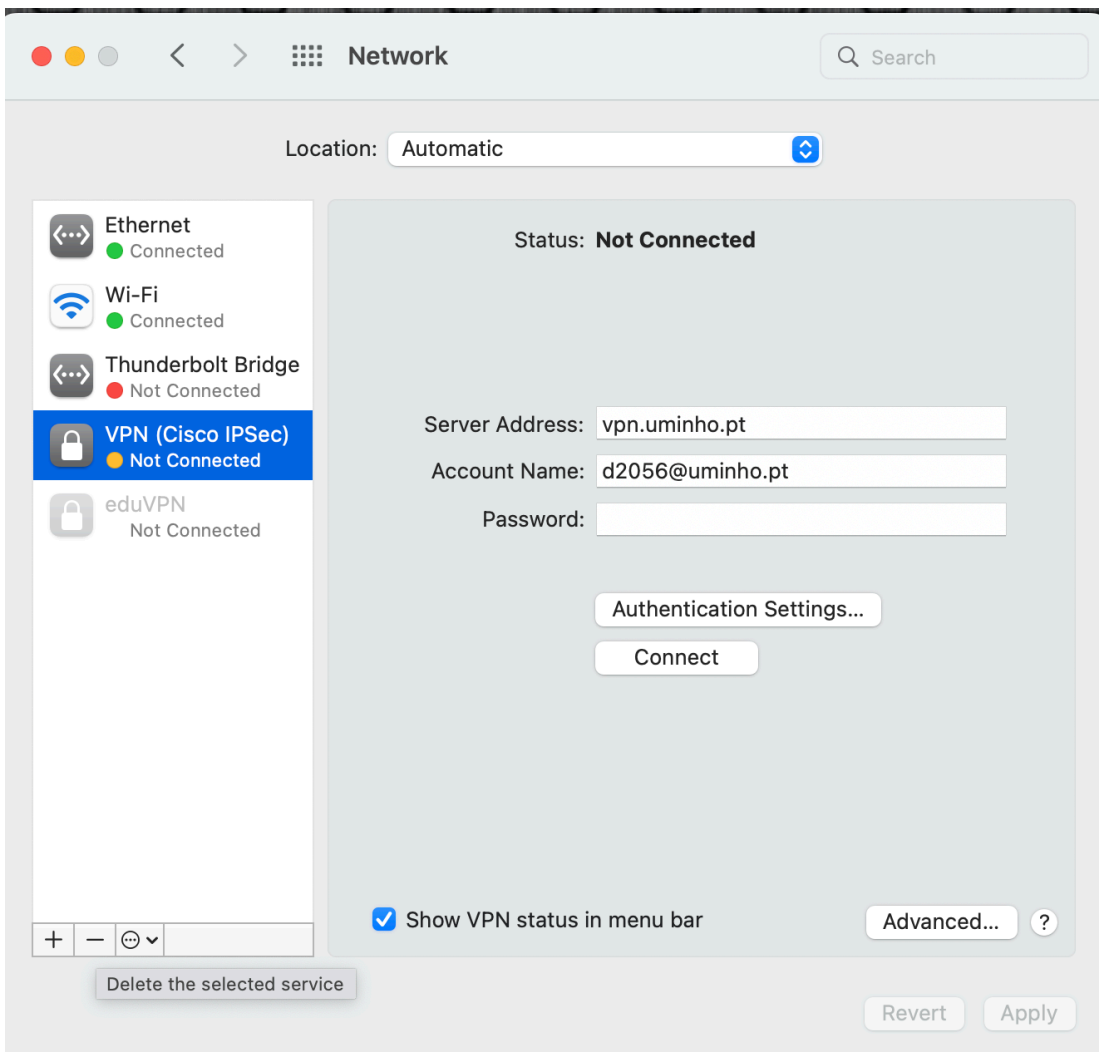 Network
Search
Location: Automatic
Ethernet
Connected
Wi-Fi
Connected
Thunderbolt Bridge
Not Connected
VPN (Cisco IPSec)
Not Connected
eduVPN
Not Connected
Status: Not Connected
Server Address: vpn.uminho.pt
Account Name: d2056@uminho.pt
Password:
Authentication Settings...
Connect
Show VPN status in menu bar
Advanced...
?
Delete the selected service
Revert
Apply